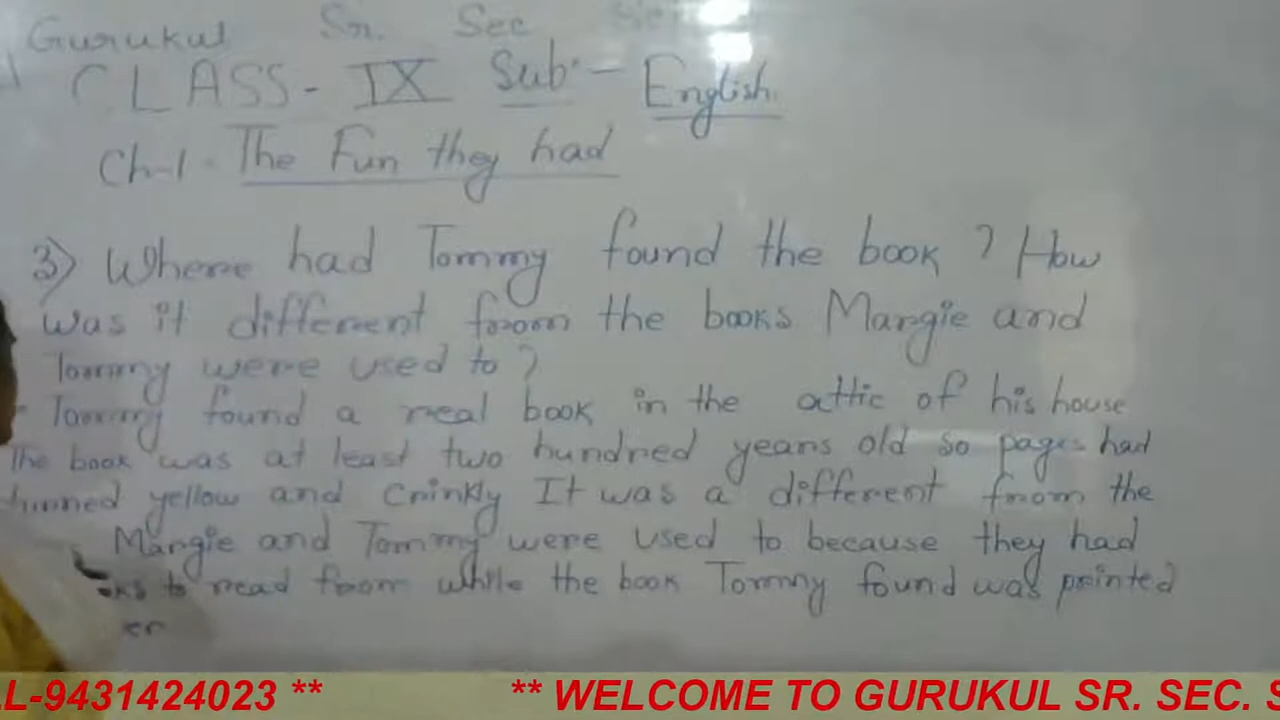 Gurukul Sr. Sec
CLASS - IX Sub:- English.
Ch-1 - The Fun they had
3) Where had Tommy found the book ? How
was it different from the books Margie and
Tommy were used to ?
- Tommy found a real book in the attic of his house
The book was at least two hundred years old so pages had
turned yellow and crinkly It was a different from the
Margie and Tommy were used to because they had
to read from while the book Tommy found was printed
er
LL-9431424023 ** ** WELCOME TO GURUKUL SR. SEC. S